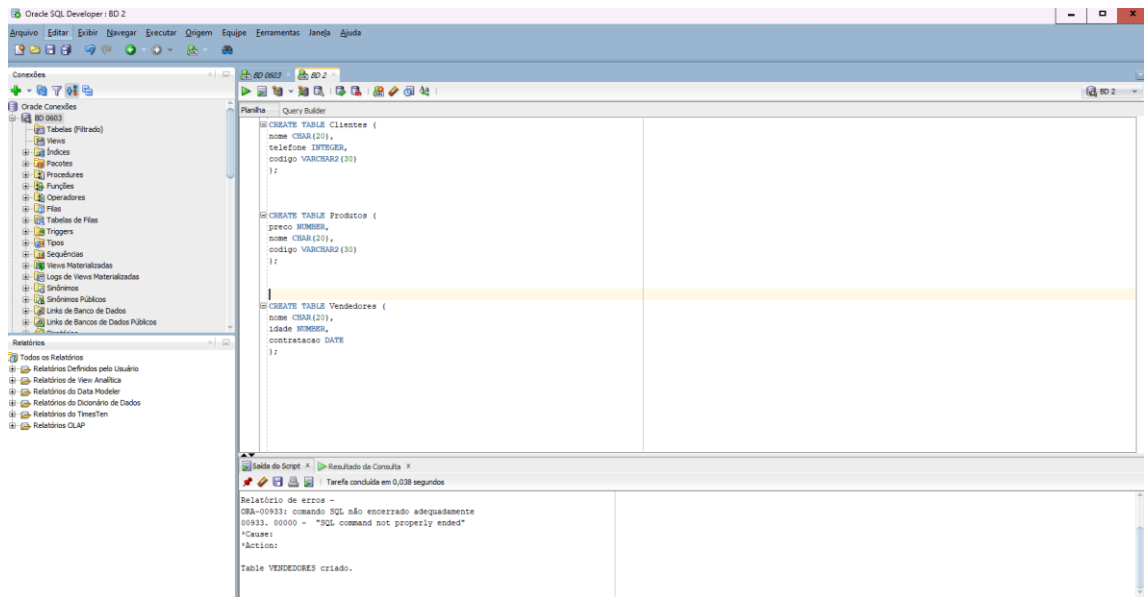 Oracle SQL Developer : BD 2
Arquivo Editar Exibir Navegar Executar Origem Equipe Ferramentas Janela Ajuda
Conexões
BD 0603
BD 2
BD 2
Oracle Conexões
BD 0603
Tabelas (Filtrado)
Views
Índices
Pacotes
Procedures
Funções
Operadores
Filas
Tabelas de Filas
Triggers
Tipos
Sequências
Views Materializadas
Logs de Views Materializadas
Sinônimos
Sinônimos Públicos
Links de Banco de Dados
Links de Bancos de Dados Públicos
Relatórios
Todos os Relatórios
Relatórios Definidos pelo Usuário
Relatórios de View Analítica
Relatórios do Data Modeler
Relatórios do Dicionário de Dados
Relatórios do TimesTen
Relatórios OLAP
Planilha Query Builder
CREATE TABLE Clientes (
nome CHAR(20),
telefone INTEGER,
codigo VARCHAR2(30)
);
CREATE TABLE Produtos (
preco NUMBER,
nome CHAR(20),
codigo VARCHAR2(30)
);
CREATE TABLE Vendedores (
nome CHAR(20),
idade NUMBER,
contratacao DATE
);
Saída do Script x Resultado da Consulta x
Tarefa concluída em 0,038 segundos
Relatório de erros -
ORA-00933: comando SQL não encerrado adequadamente
00933. 00000 - "SQL command not properly ended"
*Cause:
*Action:
Table VENDEDORES criado.